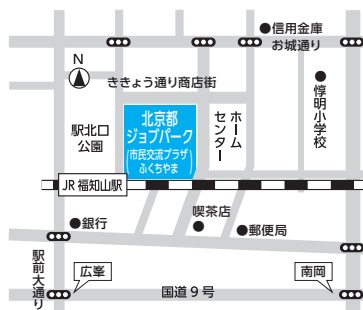 信用金庫
お城通り
N
ききょう通り商店街
惇明小学校
北京都
ジョブパーク
(市民交流プラザ
ふくちやま)
ホーム
センター
駅北口
公園
JR 福知山駅
喫茶店
銀行
郵便局
駅前大通り
広峯
国道9号
南岡